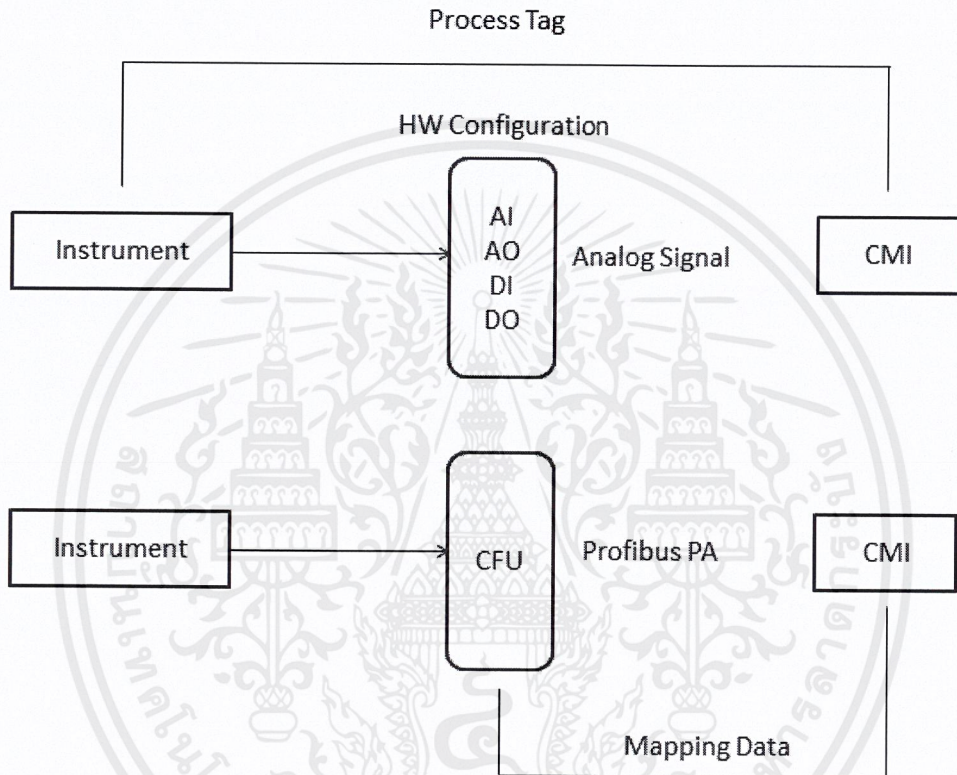 Process Tag
HW Configuration
Instrument
AI
AO
DI
DO
Analog Signal
CMI
Instrument
CFU
Profibus PA
CMI
Mapping Data